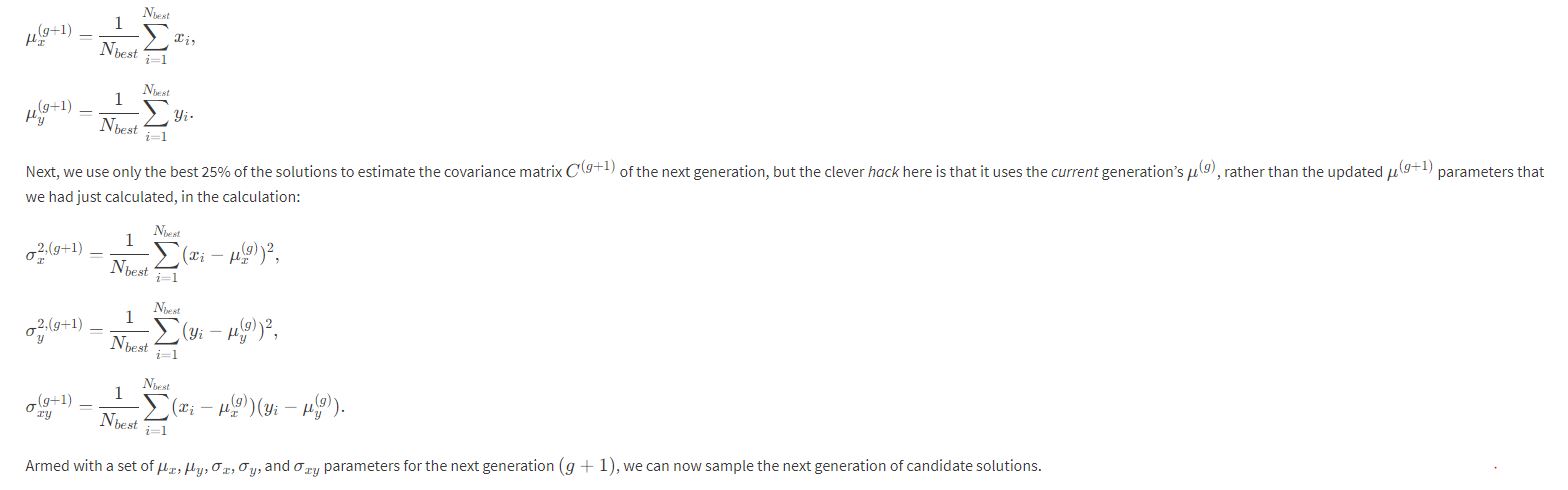 $\mu_x^{(g+1)} = \frac{1}{N_{best}} \sum_{i=1}^{N_{best}} x_i,$
$\mu_y^{(g+1)} = \frac{1}{N_{best}} \sum_{i=1}^{N_{best}} y_i.$
Next, we use only the best 25% of the solutions to estimate the covariance matrix $C^{(g+1)}$ of the next generation, but the clever hack here is that it uses the current generation's $\mu^{(g)}$, rather than the updated $\mu^{(g+1)}$ parameters that
we had just calculated, in the calculation:
$\sigma_x^{2,(g+1)} = \frac{1}{N_{best}} \sum_{i=1}^{N_{best}} (x_i - \mu_x^{(g)})^2,$
$\sigma_y^{2,(g+1)} = \frac{1}{N_{best}} \sum_{i=1}^{N_{best}} (y_i - \mu_y^{(g)})^2,$
$\sigma_{xy}^{(g+1)} = \frac{1}{N_{best}} \sum_{i=1}^{N_{best}} (x_i - \mu_x^{(g)})(y_i - \mu_y^{(g)}).$
Armed with a set of $\mu_x$, $\mu_y$, $\sigma_x$, $\sigma_y$, and $\sigma_{xy}$ parameters for the next generation $(g + 1)$, we can now sample the next generation of candidate solutions.